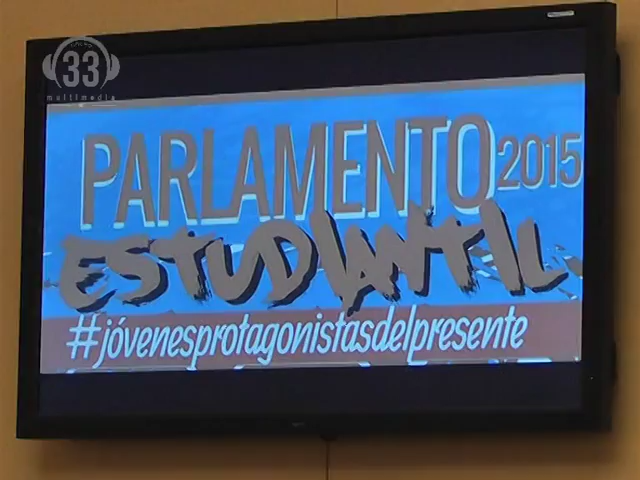 33
multimedia
PARLAMENTO 2015
ESTUDIANTIL
#jóvenesprotagonistasdelpresente